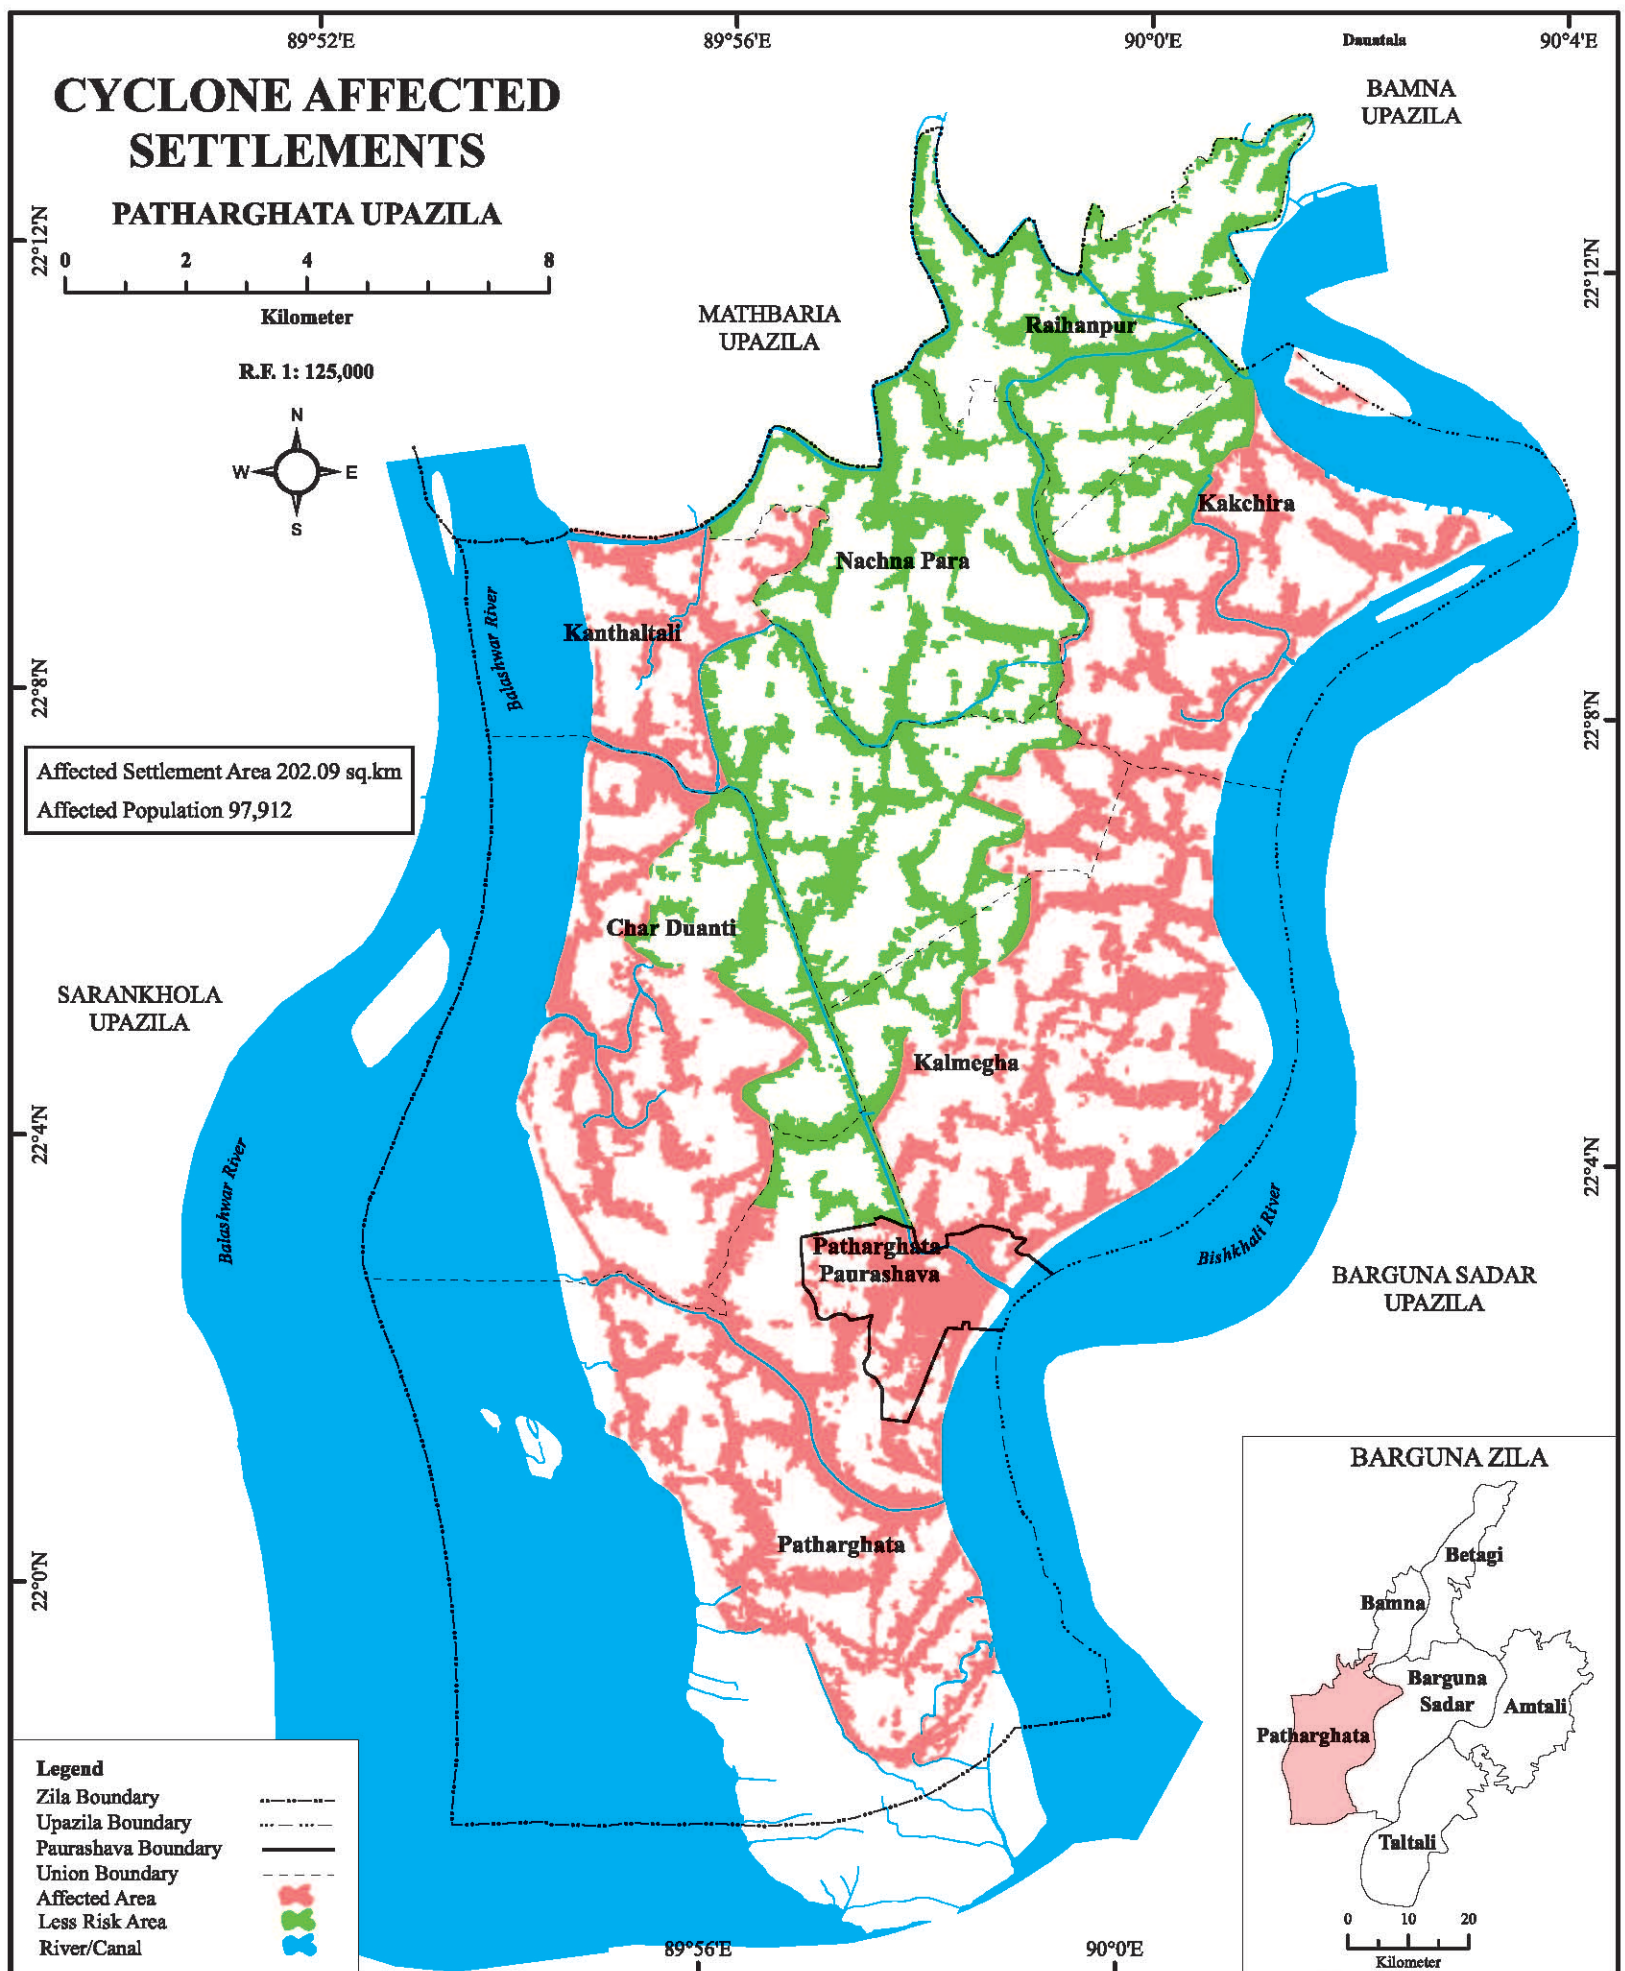 89°52'E
89°56'E
90°0'E
Dauatala
90°4'E
CYCLONE AFFECTED
SETTLEMENTS
PATHARGHATA UPAZILA
BAMNA
UPAZILA
22°12'N
22°12'N
0 2 4 8
Kilometer
R.F. 1: 125,000
N
W E
S
MATHBARIA
UPAZILA
Raihanpur
Kakchira
Nachna Para
Kanthaltali
Balashwar River
22°8'N
22°8'N
Affected Settlement Area 202.09 sq.km
Affected Population 97,912
Char Duanti
SARANKHOLA
UPAZILA
Kalmegha
22°4'N
22°4'N
Balashwar River
Bishkhali River
Patharghata
Paurashava
BARGUNA SADAR
UPAZILA
Patharghata
22°0'N
BARGUNA ZILA
Betagi
Bamna
Barguna
Sadar
Amtali
Patharghata
Taltali
0 10 20
Kilometer
Legend
Zila Boundary
Upazila Boundary
Paurashava Boundary
Union Boundary
Affected Area
Less Risk Area
River/Canal
89°56'E
90°0'E